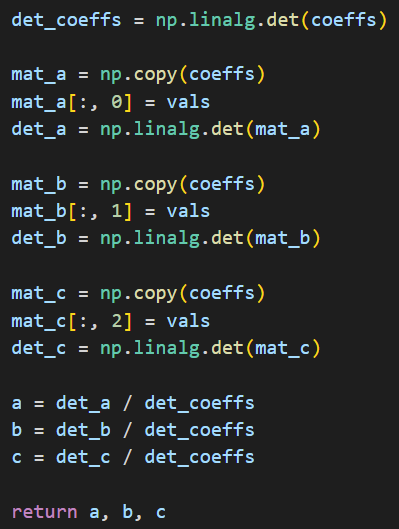 det_coeffs = np.linalg.det(coeffs)
mat_a = np.copy(coeffs)
mat_a[:, 0] = vals
det_a = np.linalg.det(mat_a)
mat_b = np.copy(coeffs)
mat_b[:, 1] = vals
det_b = np.linalg.det(mat_b)
mat_c = np.copy(coeffs)
mat_c[:, 2] = vals
det_c = np.linalg.det(mat_c)
a = det_a / det_coeffs
b = det_b / det_coeffs
c = det_c / det_coeffs
return a, b, c